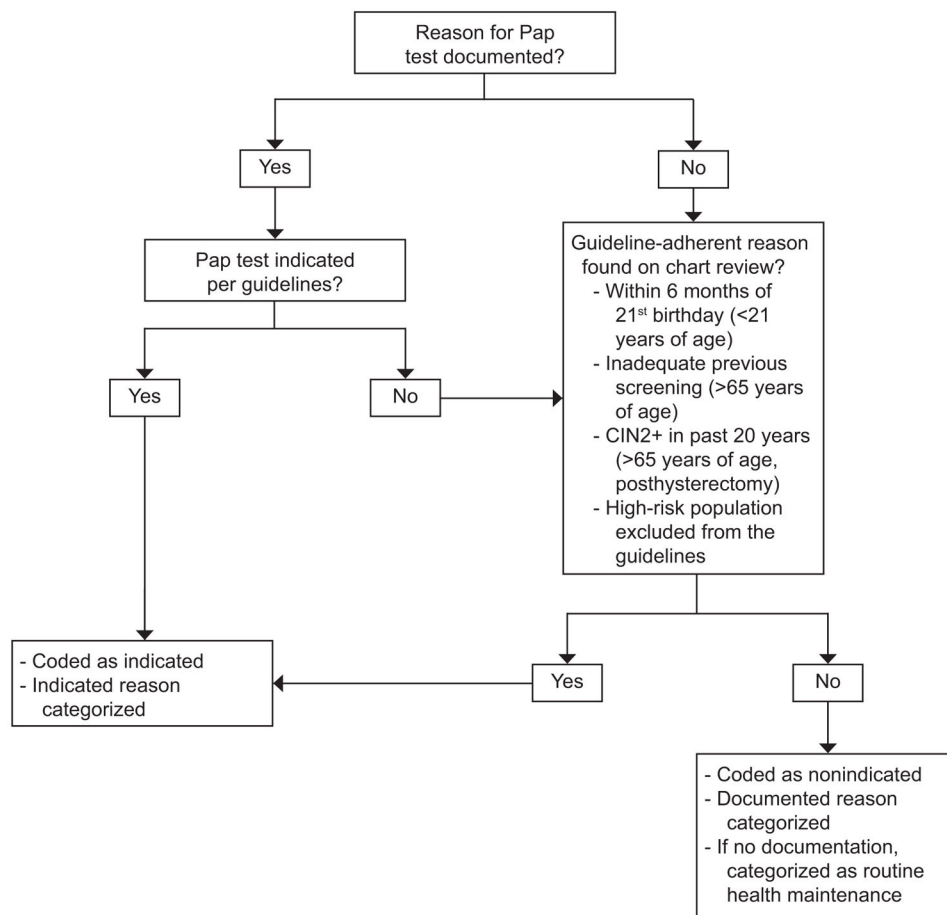 Reason for Pap
test documented?
Yes
No
Pap test indicated
per guidelines?
Guideline-adherent reason
found on chart review?
- Within 6 months of
21st birthday (<21
years of age)
- Inadequate previous
screening (>65 years
of age)
- CIN2+ in past 20 years
(>65 years of age,
posthysterectomy)
- High-risk population
excluded from the
guidelines
Yes
No
- Coded as indicated
- Indicated reason
categorized
Yes
No
- Coded as nonindicated
- Documented reason
categorized
- If no documentation,
categorized as routine
health maintenance